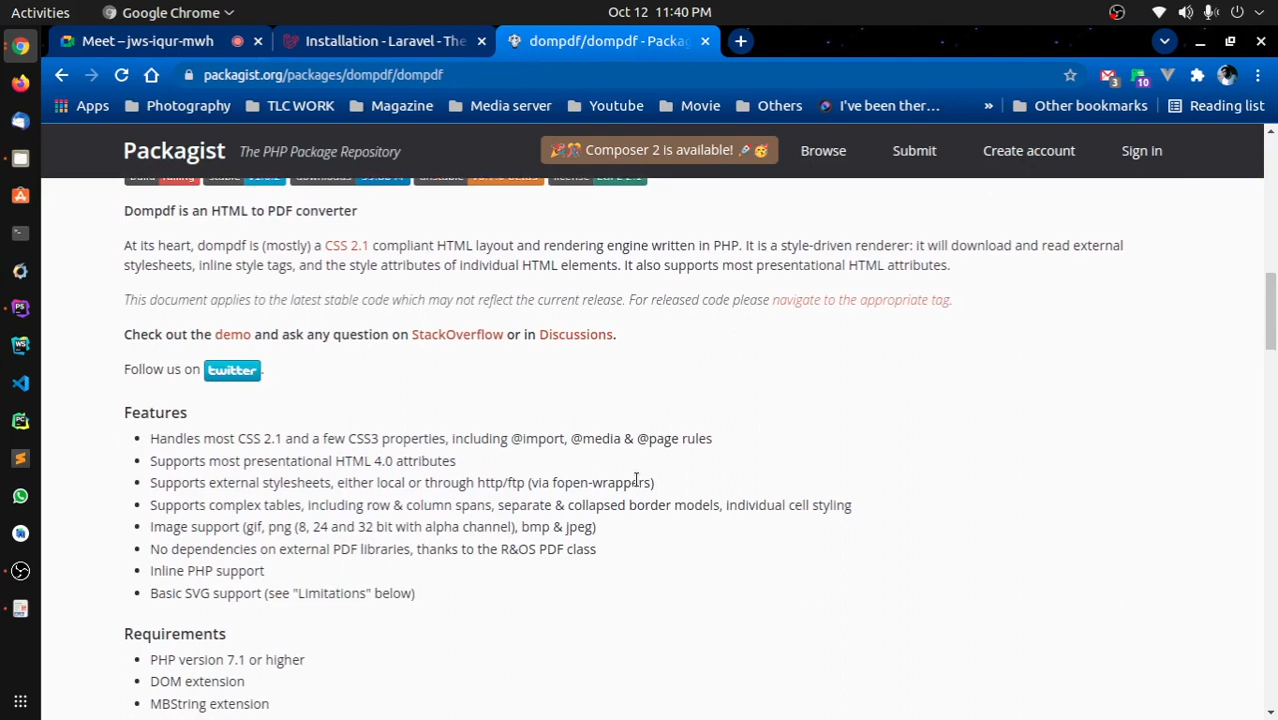 Activities
Google Chrome
Oct 12 11:40 PM
Meet – jws-iqur-mwh
Installation - Laravel - The
dompdf/dompdf - Packa
packagist.org/packages/dompdf/dompdf
3
10
Apps
Photography
TLC WORK
Magazine
Media server
Youtube
Movie
Others
I've been ther...
»
Other bookmarks
Reading list
Packagist The PHP Package Repository
Composer 2 is available!
Browse
Submit
Create account
Sign in
Dompdf is an HTML to PDF converter
At its heart, dompdf is (mostly) a CSS 2.1 compliant HTML layout and rendering engine written in PHP. It is a style-driven renderer: it will download and read external
stylesheets, inline style tags, and the style attributes of individual HTML elements. It also supports most presentational HTML attributes.
This document applies to the latest stable code which may not reflect the current release. For released code please navigate to the appropriate tag.
Check out the demo and ask any question on StackOverflow or in Discussions.
Follow us on twitter.
Features
• Handles most CSS 2.1 and a few CSS3 properties, including @import, @media & @page rules
• Supports most presentational HTML 4.0 attributes
• Supports external stylesheets, either local or through http/ftp (via fopen-wrappers)
• Supports complex tables, including row & column spans, separate & collapsed border models, individual cell styling
• Image support (gif, png (8, 24 and 32 bit with alpha channel), bmp & jpeg)
• No dependencies on external PDF libraries, thanks to the R&OS PDF class
• Inline PHP support
• Basic SVG support (see "Limitations" below)
Requirements
• PHP version 7.1 or higher
• DOM extension
• MBString extension